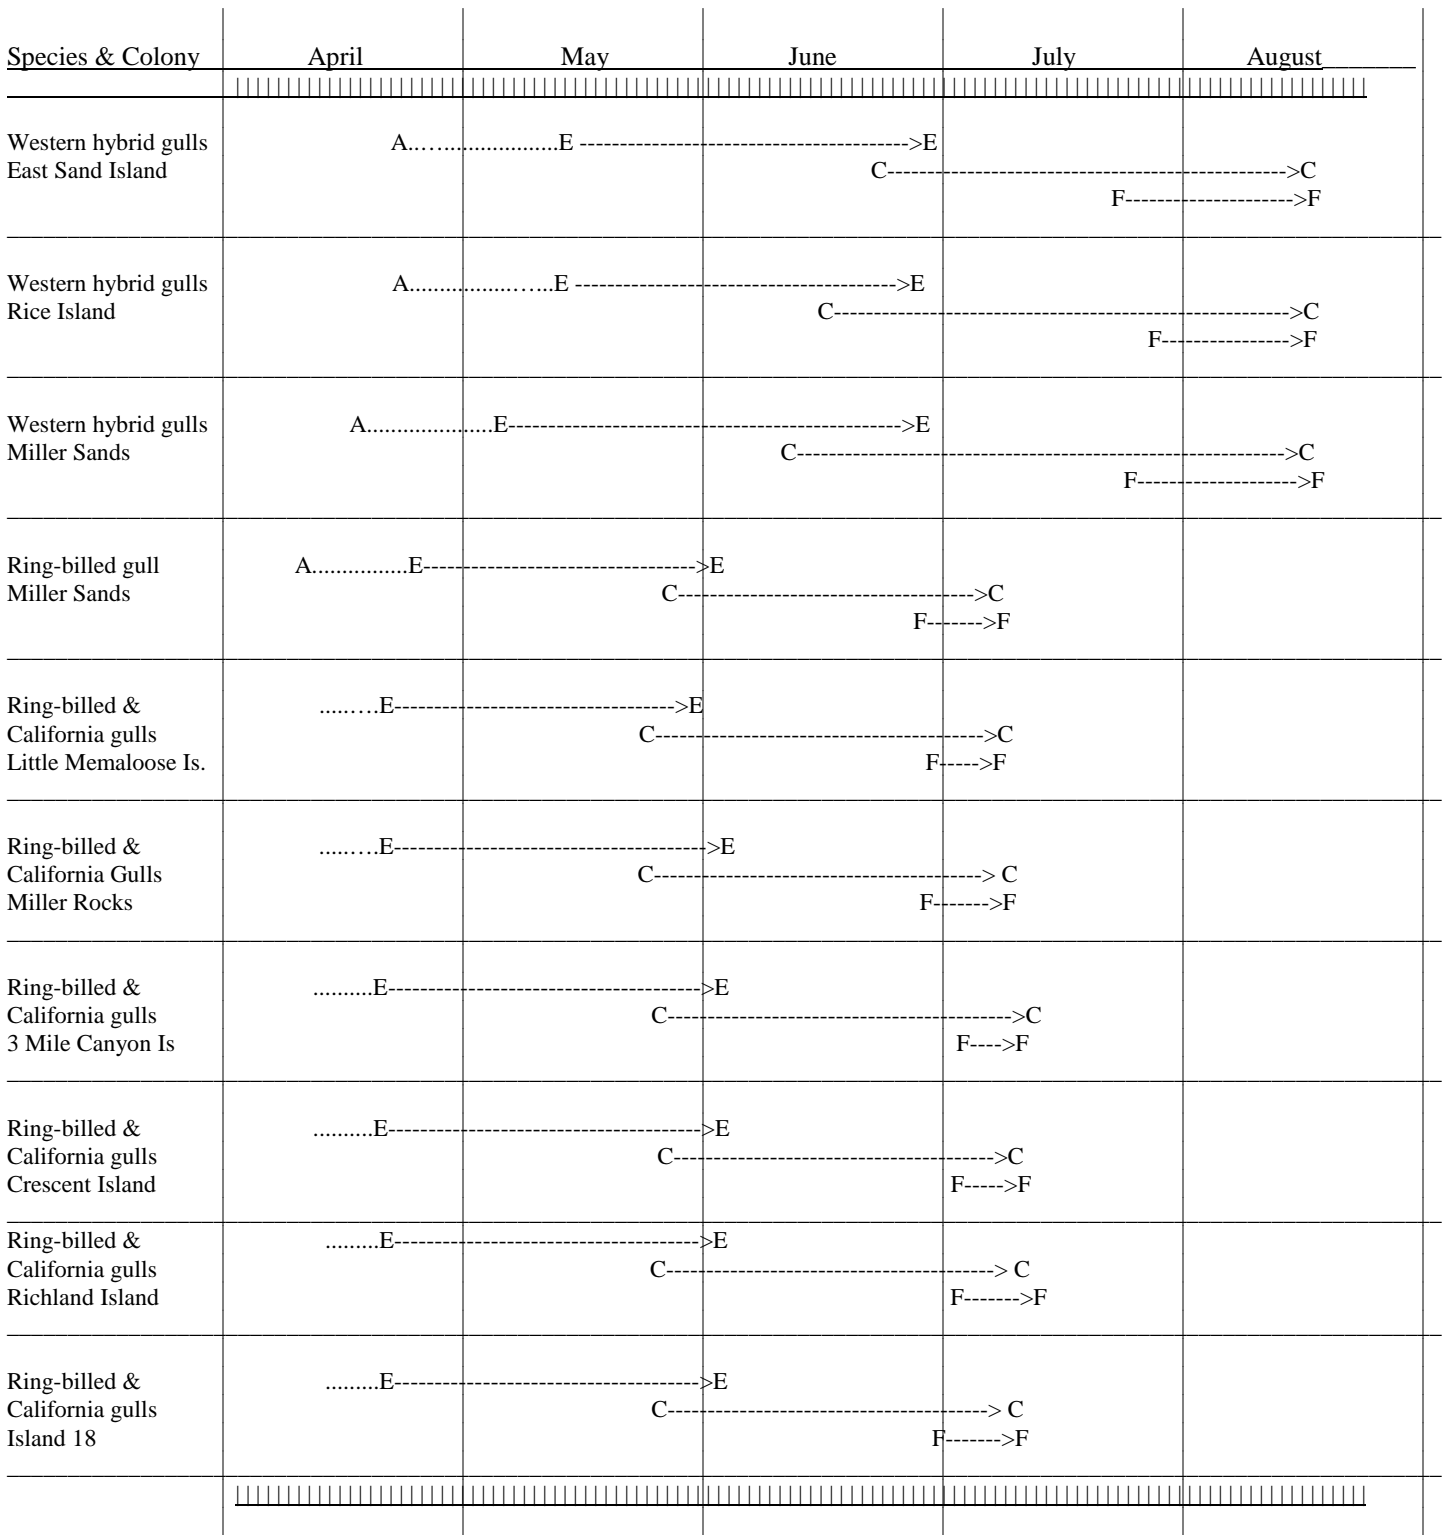 Species & Colony April May June July August
Western hybrid gulls A.....................E -------------------------------------------->E
East Sand Island C-------------------------------------------------->C
F--------------------->F
Western hybrid gulls A......................E ----------------------------------------->E
Rice Island C--------------------------------------------------------->C
F---------------->F
Western hybrid gulls A.....................E-------------------------------------------------->E
Miller Sands C------------------------------------------------------------->C
F-------------------->F
Ring-billed gull A................E---------------------------------->E
Miller Sands C------------------------------------->C
F------->F
Ring-billed & .........E----------------------------------->E
California gulls C----------------------------------------->C
Little Memaloose Is. F----->F
Ring-billed & .........E--------------------------------------->E
California Gulls C-----------------------------------------> C
Miller Rocks F------->F
Ring-billed & ..........E--------------------------------------->E
California gulls C------------------------------------------->C
3 Mile Canyon Is F---->F
Ring-billed & ..........E--------------------------------------->E
California gulls C---------------------------------------->C
Crescent Island F----->F
Ring-billed & .........E-------------------------------------->E
California gulls C-----------------------------------------> C
Richland Island F------->F
Ring-billed & .........E-------------------------------------->E
California gulls C----------------------------------------> C
Island 18 F------->F